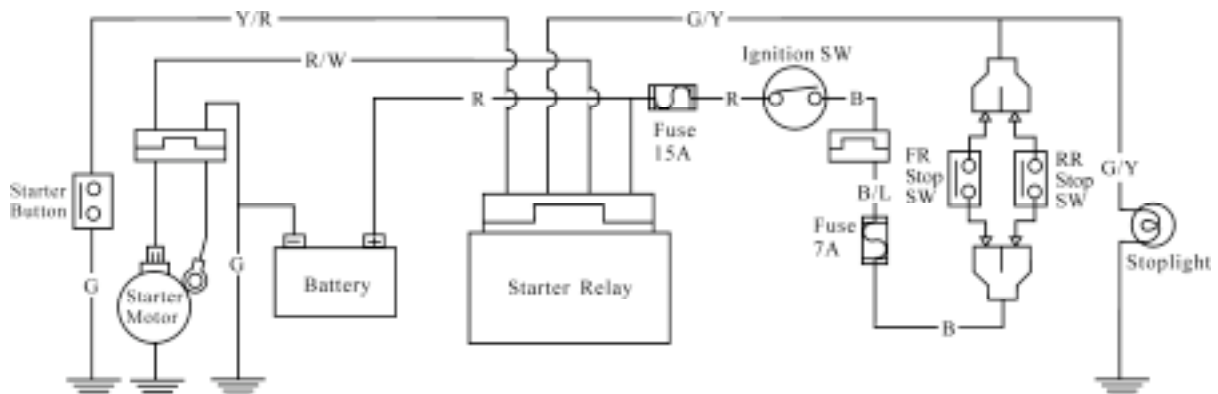 Y/R
G/Y
R/W
Ignition SW
R
R
B
Fuse
15A
FR
Stop
SW
RR
Stop
SW
G/Y
Starter
Button
B/L
Fuse
7A
G
Starter
Motor
G
Battery
Starter Relay
Stoplight
B